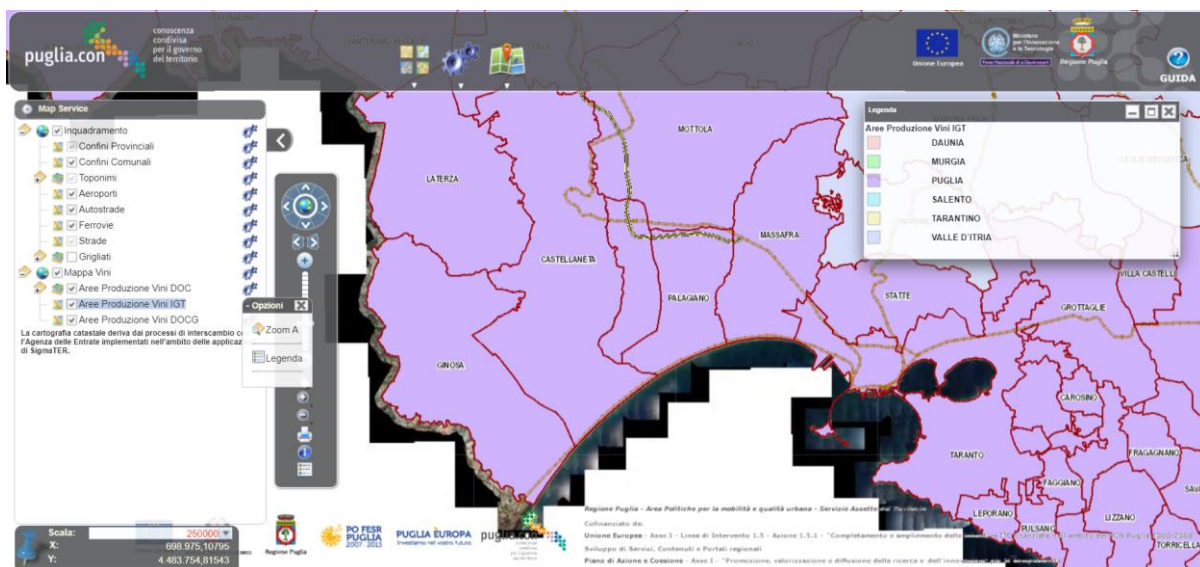 puglia.con
conoscenza
condivisa
per il governo
del territorio
Unione Europea
Ministero
per l'Innovazione
e le Tecnologie
Regione Puglia
GUIDA
Map Service
Inquadramento
Confini Provinciali
Confini Comunali
Toponimi
Aeroporti
Autostrade
Ferrovie
Strade
Grigliati
Mappa Vini
Aree Produzione Vini DOC
Aree Produzione Vini IGT
Aree Produzione Vini DOCG
La cartografia catastale deriva dai processi di interscambio
l'Agenzia delle Entrate implementati nell'ambito delle
di SigmaTER.
- Opzioni
Zoom A
Legenda
Legenda
Aree Produzione Vini IGT
DAUNIA
MURGIA
PUGLIA
SALENTO
TARANTINO
VALLE D'ITRIA
MOTTOLA
LATERZA
MASSAFRA
CASTELLANETA
PALAGIANO
STATTE
VILLA CASTELLI
GROTTAGLIE
GINOSA
CAROSINO
TARANTO
FRAGAGNANO
FAGGIANO
LEPORANO
PULSANO
LIZZANO
TORRICELLA
Scala: 250000
X: 698.975,10795
Y: 4.483.754,81543
Regione Puglia
PO FESR
PUGLIA
2007-2013
PUGLIA EUROPA
Investiamo nel vostro futuro
Regione Puglia - Area Politiche per la mobilità e qualità urbana - Servizio Assetto del Territorio
Cofinanziato da:
Unione Europea - Asse I - Linea di Intervento 1.5 - Azione 1.5.1 - "Completamento e ampliamento
Sviluppo di Servizi, Contenuti e Portali regionali
Piano di Azione e Coesione - Asse I - "Promozione, valorizzazione e diffusione della ricerca e dell'innovazione